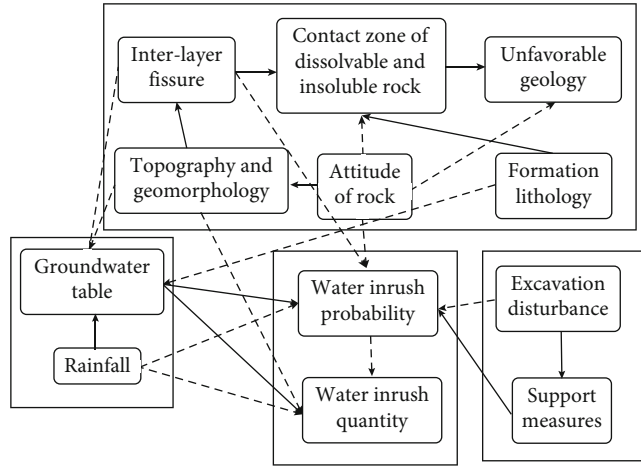 Inter-layer
fissure
Contact zone of
dissolvable and
insoluble rock
Unfavorable
geology
Topography and
geomorphology
Attitude
of rock
Formation
lithology
Groundwater
table
Rainfall
Water inrush
probability
Water inrush
quantity
Excavation
disturbance
Support
measures